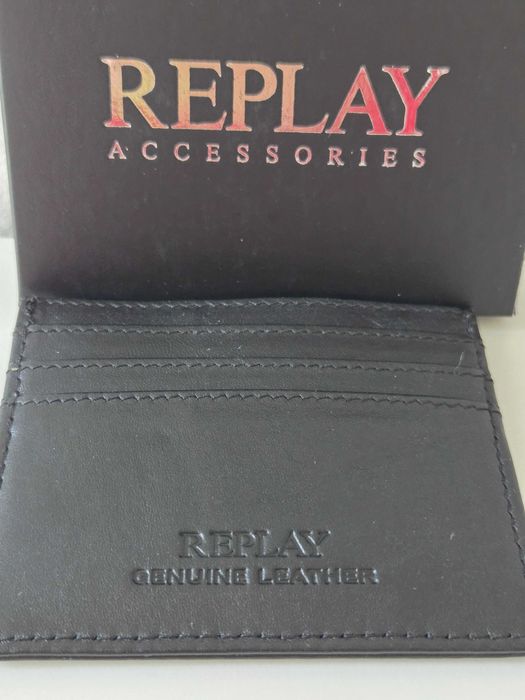 REPLAY
ACCESSORIES
REPLAY
GENUINE LEATHER